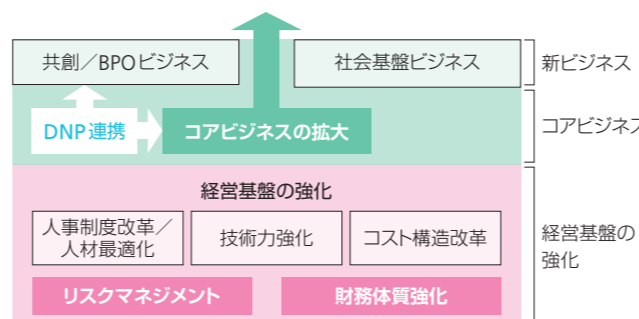 共創／BPOビジネス
社会基盤ビジネス
新ビジネス
DNP連携
コアビジネスの拡大
コアビジネス
経営基盤の強化
人事制度改革／
人材最適化
技術力強化
コスト構造改革
経営基盤の
強化
リスクマネジメント
財務体質強化